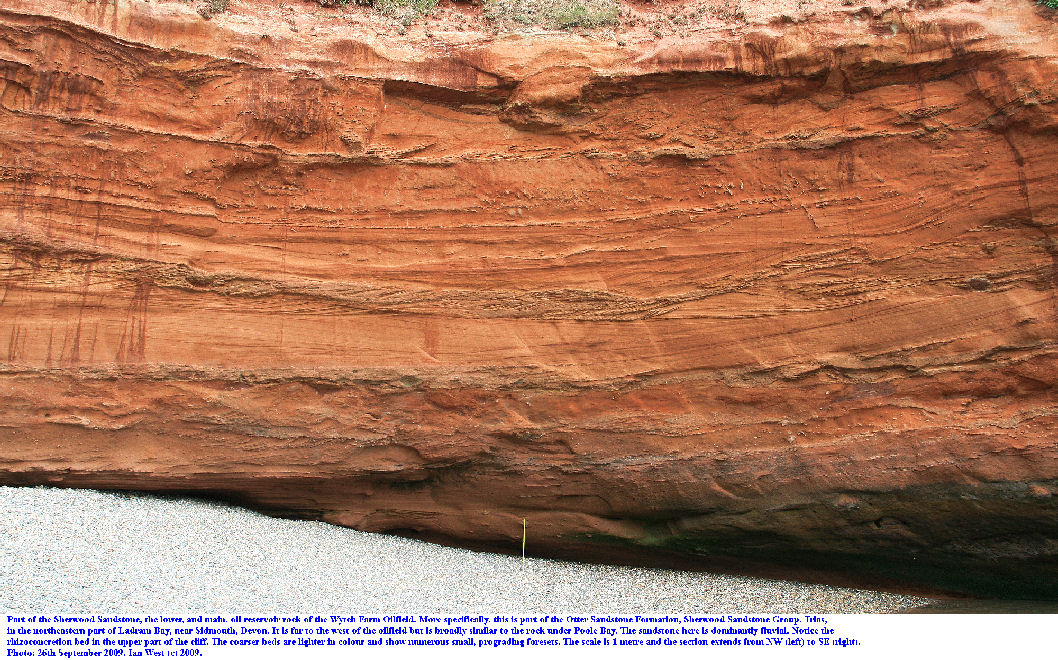 Part of the Sherwood Sandstone, the lower, and main, oil reservoir rock of the Wytch Farm Oilfield. More specifically, this is part of the Otter Sandstone Formation, Sherwood Sandstone Group, Trias,
in the northeastern part of Ladram Bay, near Sidmouth, Devon. It is far to the west of the oilfield but is broadly similar to the rock under Poole Bay. The sandstone here is dominantly fluvial. Notice the
rhizoconcretion bed in the upper part of the cliff. The coarser beds are lighter in colour and show numerous small, prograding foresets. The scale is 1 metre and the section extends from NW (left) to SE (right).
Photo: 26th September 2009. Ian West (c) 2009.